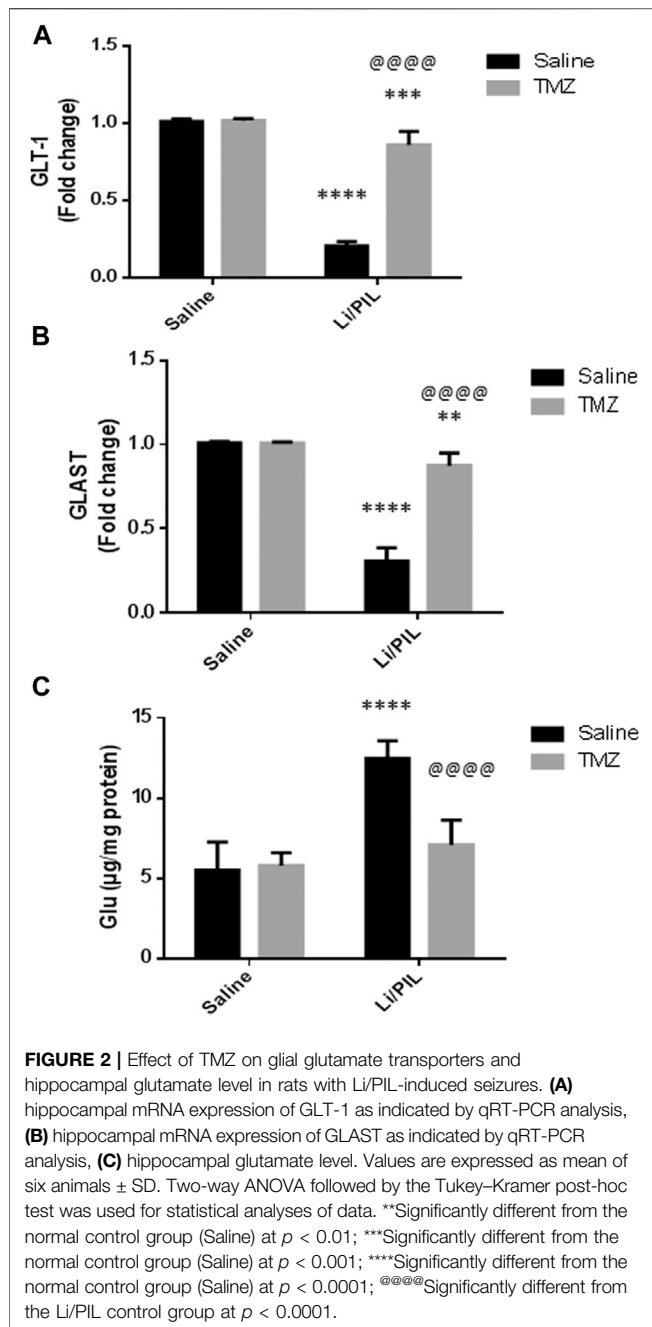 A
1.5
1.0
0.5
0.0
GLT-1
(Fold change)
@@@@
***
****
Saline
TMZ
Saline
Li/PIL
B
1.5
1.0
0.5
0.0
GLAST
(Fold change)
@@@@
**
****
Saline
TMZ
Saline
Li/PIL
C
15
10
5
0
Glu (µg/mg protein)
****
@@@@
Saline
TMZ
Saline
Li/PIL
FIGURE 2 | Effect of TMZ on glial glutamate transporters and
hippocampal glutamate level in rats with Li/PIL-induced seizures. (A)
hippocampal mRNA expression of GLT-1 as indicated by qRT-PCR analysis,
(B) hippocampal mRNA expression of GLAST as indicated by qRT-PCR
analysis, (C) hippocampal glutamate level. Values are expressed as mean of
six animals ± SD. Two-way ANOVA followed by the Tukey–Kramer post-hoc
test was used for statistical analyses of data. **Significantly different from the
normal control group (Saline) at p < 0.01; ***Significantly different from the
normal control group (Saline) at p < 0.001; ****Significantly different from the
normal control group (Saline) at p < 0.0001; @@@@Significantly different from
the Li/PIL control group at p < 0.0001.